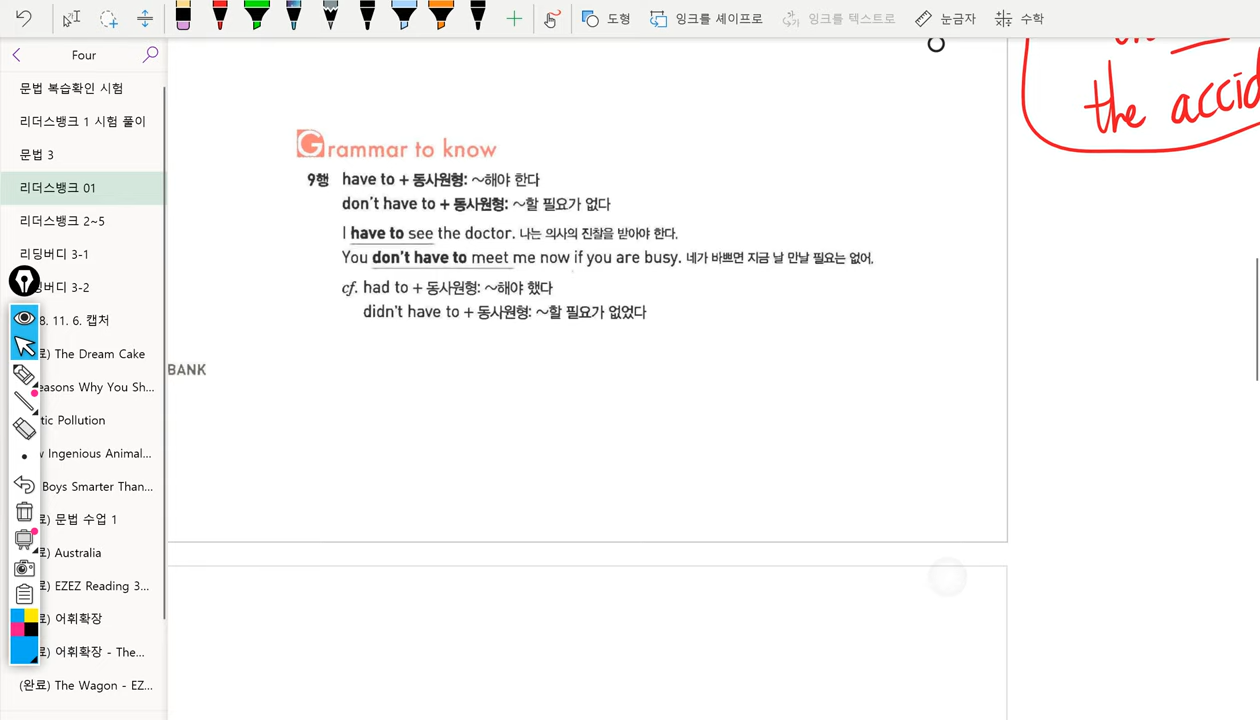 도형
잉크를 셰이프로
잉크를 텍스트로
눈금자
수학
Four
문법 복습확인 시험
리더스뱅크 1 시험 풀이
문법 3
리더스뱅크 01
리더스뱅크 2~5
리딩버디 3-1
3-2
8. 11. 6. 캡처
) The Dream Cake
easons Why You Sh...
tic Pollution
Ingenious Animal...
Boys Smarter Than...
) 문법 수업 1
) Australia
) EZEZ Reading 3...
) 어휘확장
) 어휘확장 - The...
(완료) The Wagon - EZ...
the accid
Grammar to know
9행 have to + 동사원형: ~해야 한다
don't have to + 동사원형: ~할 필요가 없다
I have to see the doctor. 나는 의사의 진찰을 받아야 한다.
You don't have to meet me now if you are busy. 네가 바쁘면 지금 날 만날 필요는 없어.
cf. had to + 동사원형: ~해야 했다
didn't have to + 동사원형: ~할 필요가 없었다
BANK